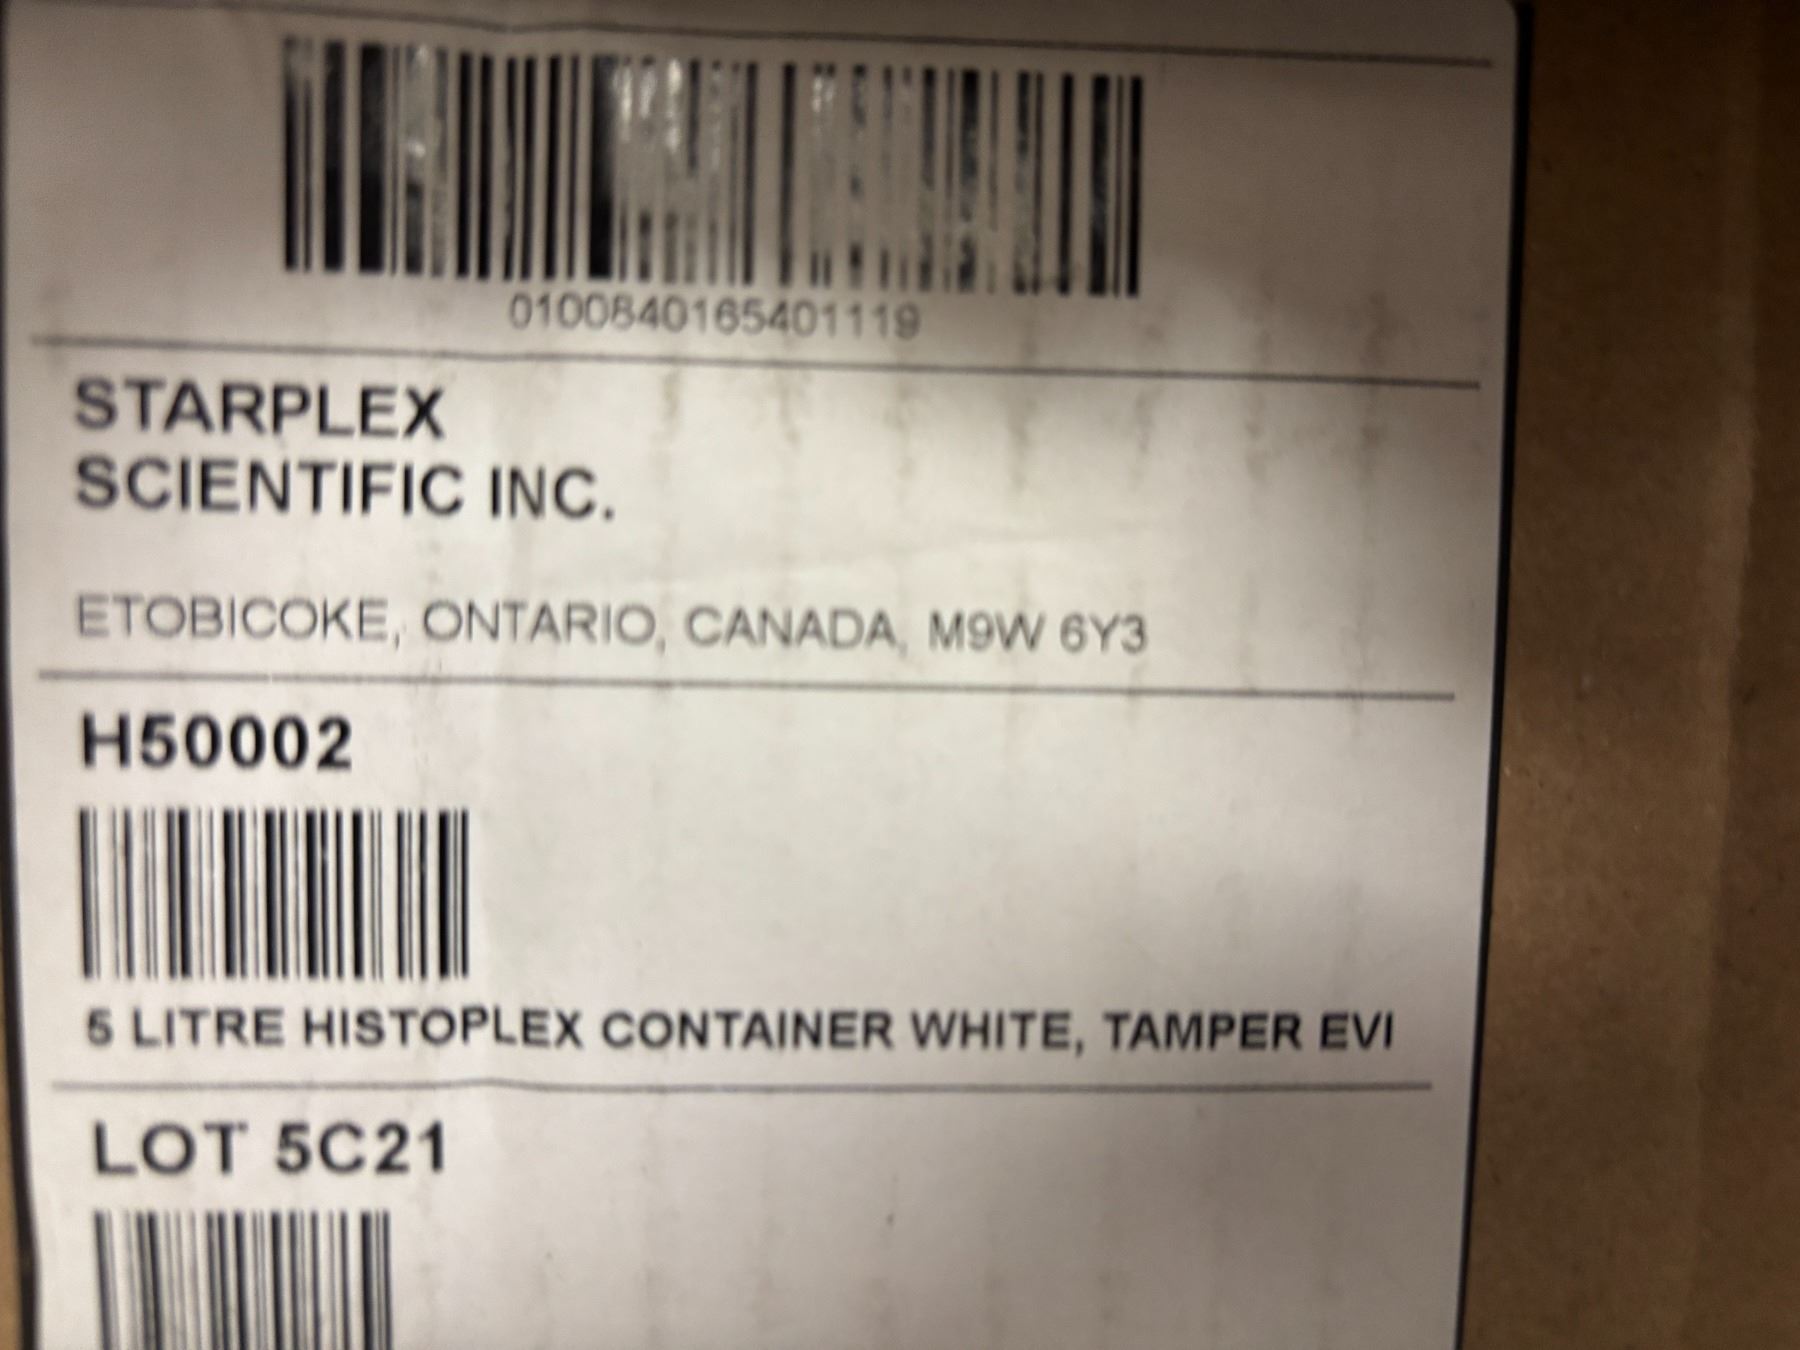 0100840165401119
STARPLEX
SCIENTIFIC INC.
ETOBICOKE, ONTARIO, CANADA, M9W 6Y3
H50002
5 LITRE HISTOPLEX CONTAINER WHITE, TAMPER EVI
LOT 5C21